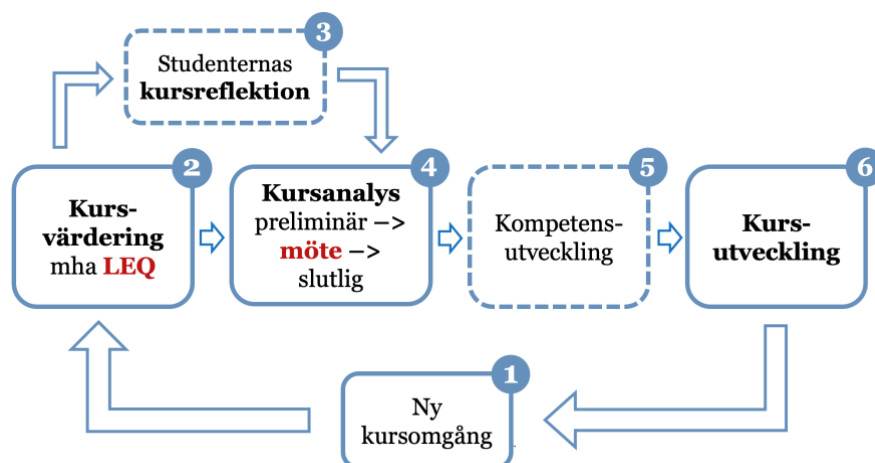 3
Studenternas
kursreflektion
2
Kurs-
värdering
mha LEQ
4
Kursanalys
preliminär –>
möte –>
slutlig
5
Kompetens-
utveckling
6
Kurs-
utveckling
1
Ny
kursomgång